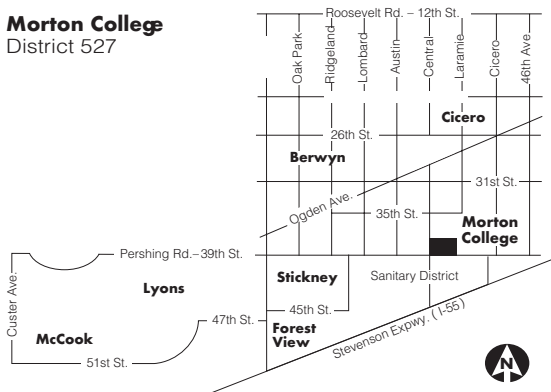 Morton College
District 527
Roosevelt Rd. – 12th St.
Oak Park
Ridgeland
Lombard
Austin
Central
Laramie
Cicero
46th Ave.
Cicero
26th St.
Berwyn
31st St.
Ogden Ave.
35th St.
Morton
College
Pershing Rd.–39th St.
Stickney
Sanitary District
Custer Ave.
Lyons
45th St.
47th St.
Forest
View
Stevenson Expwy. ( I-55)
McCook
51st St.
N